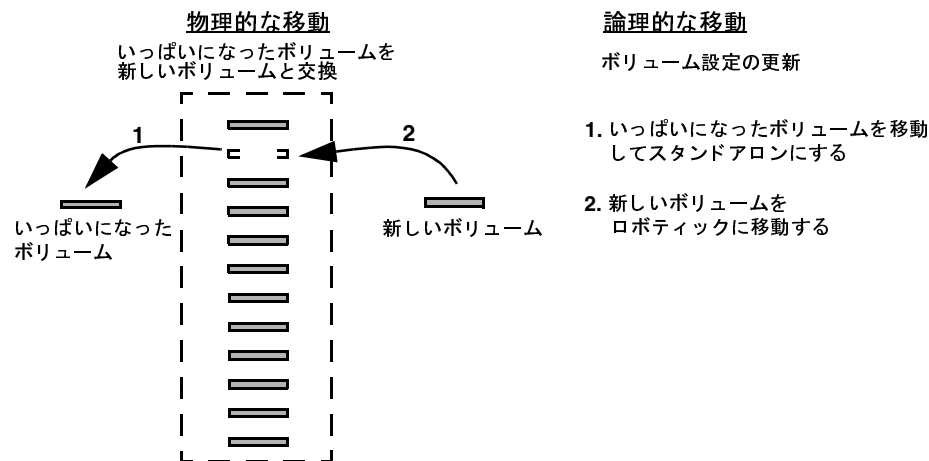 物理的な移動
いっぱいになったボリュームを
新しいボリュームと交換
1
2
いっぱいになった
ボリューム
新しいボリューム
論理的な移動
ボリューム設定の更新
1. いっぱいになったボリュームを移動
してスタンドアロンにする
2. 新しいボリュームを
ロボティックに移動する